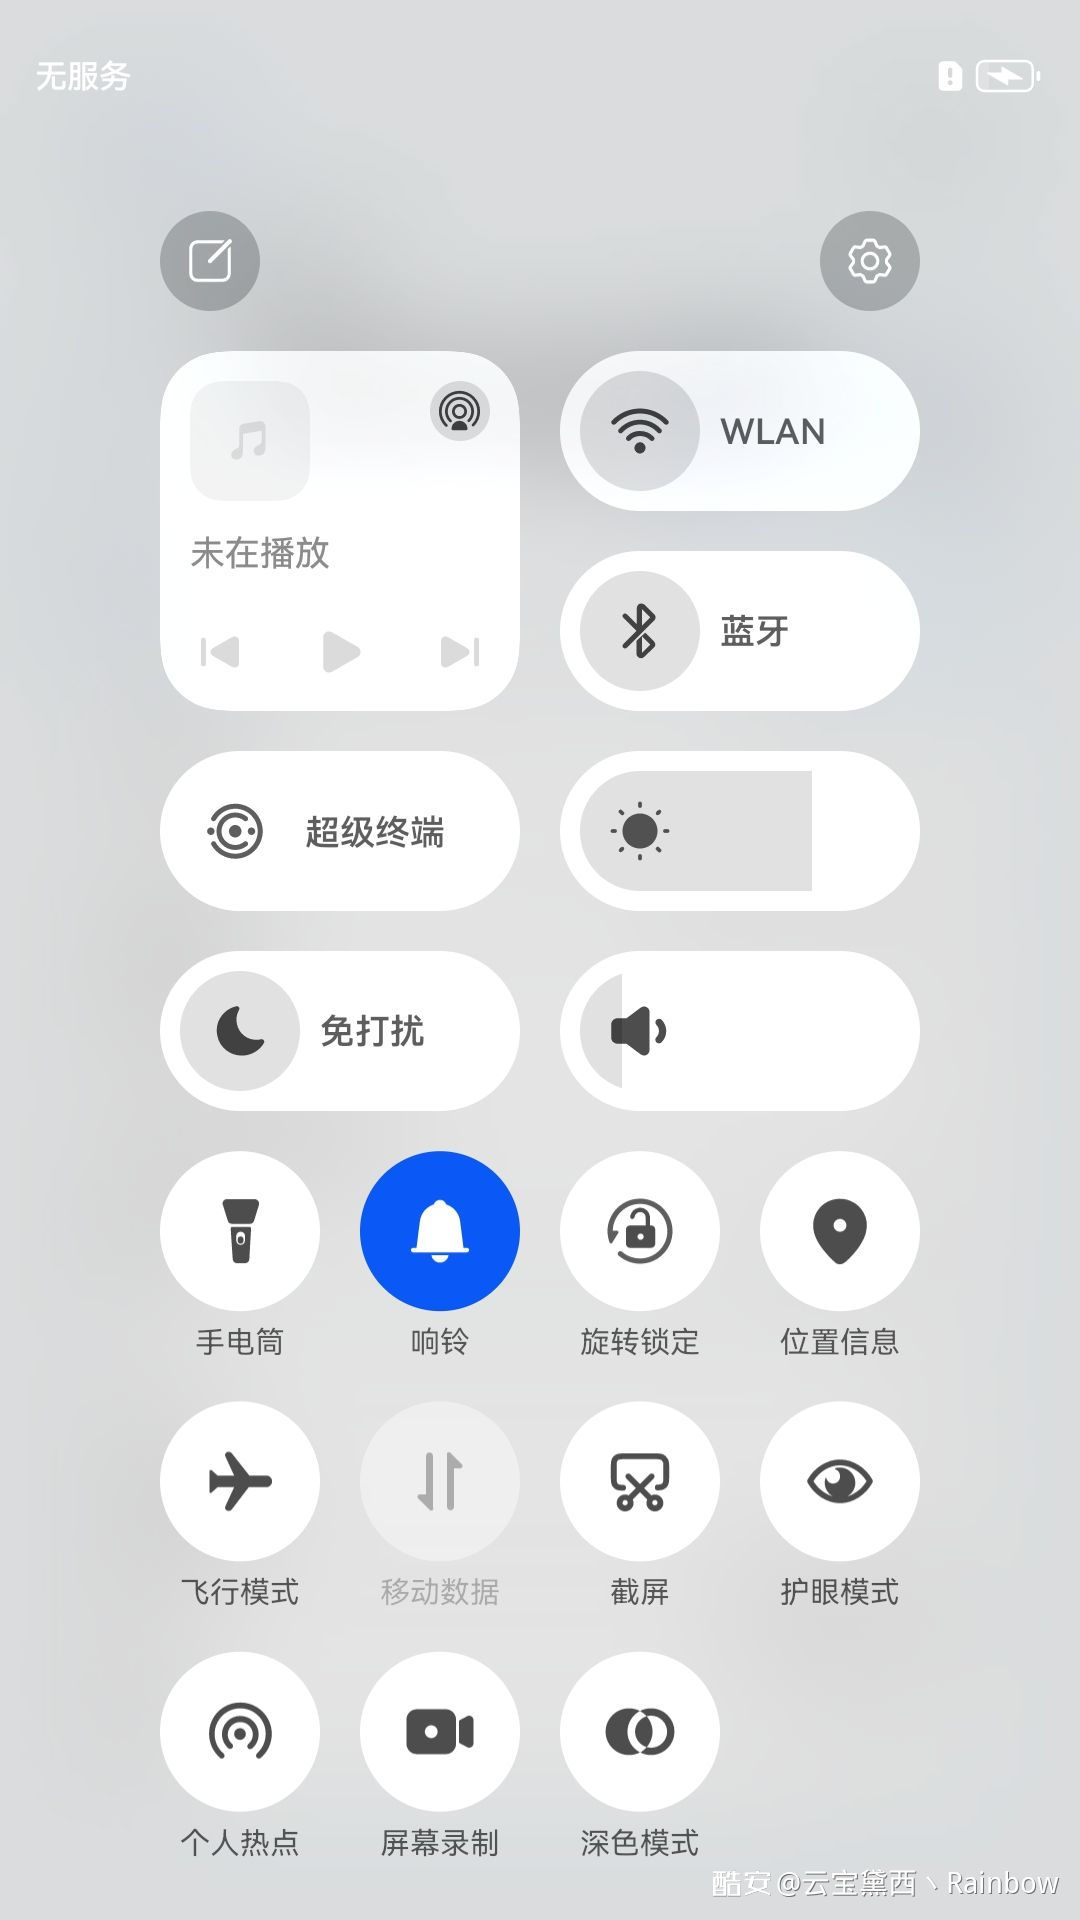 无服务
WLAN
未在播放
蓝牙
超级终端
免打扰
手电筒 响铃 旋转锁定 位置信息
飞行模式 移动数据 截屏 护眼模式
个人热点 屏幕录制 深色模式
酷安 @云宝黛西丶Rainbow